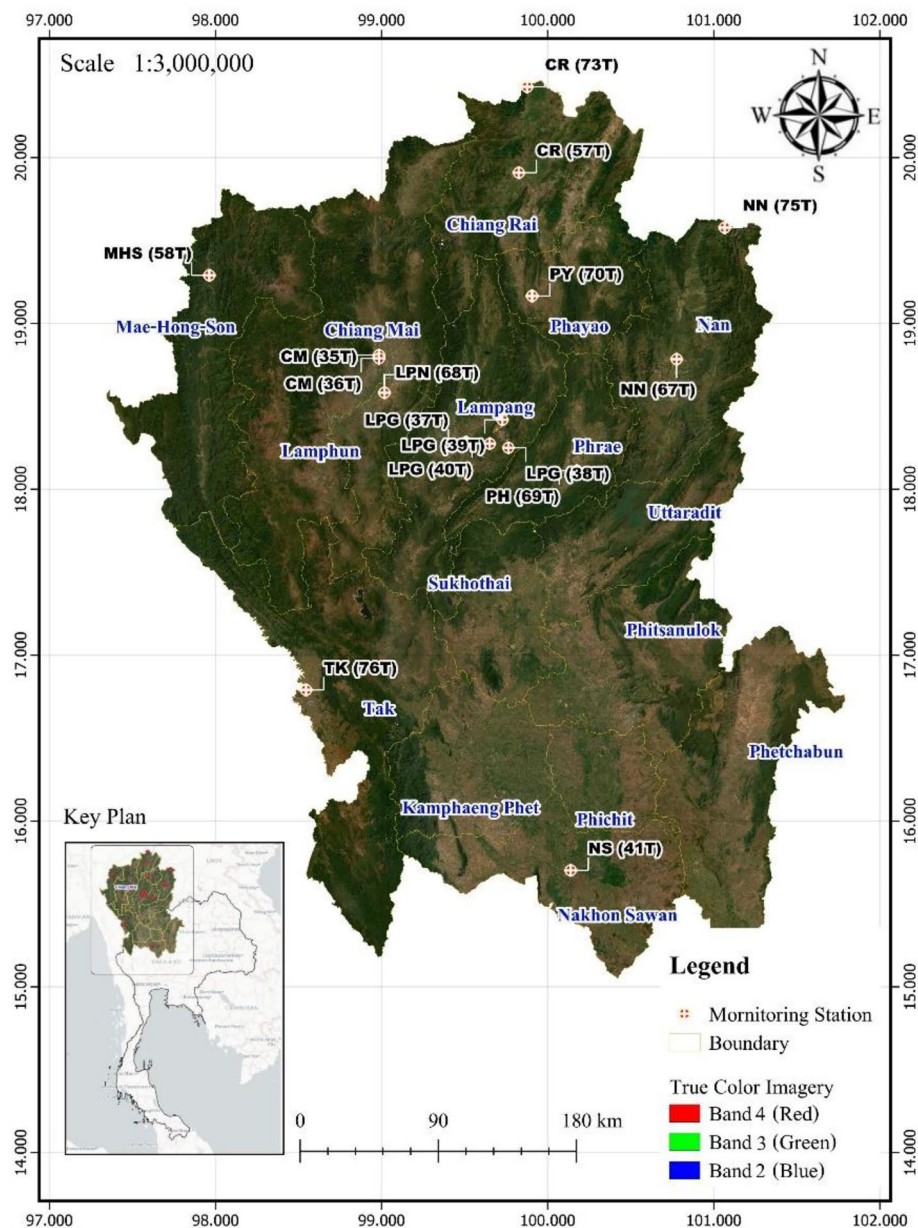 97.000 98.000 99.000 100.000 101.000 102.000
Scale 1:3,000,000
N
W E
S
CR (73T)
20.000 20.000
CR (57T)
NN (75T)
Chiang Rai
MHS (58T)
PY (70T)
19.000 19.000
Mae-Hong-Son
Chiang Mai
Phayao
Nan
CM (35T)
CM (36T)
LPN (68T)
NN (67T)
LPG (37T)
Lampang
LPG (39T)
Lamphun
Phrae
LPG (40T)
LPG (38T)
PH (69T)
18.000 18.000
Uttaradit
Sukhothai
Phitsanulok
17.000 17.000
TK (76T)
Tak
Phetchabun
Kamphaeng Phet
16.000 16.000
Key Plan
Phichit
NS (41T)
Nakhon Sawan
Legend
15.000 15.000
Mornitoring Station
Boundary
True Color Imagery
0 90 180 km
Band 4 (Red)
Band 3 (Green)
Band 2 (Blue)
14.000 14.000
97.000 98.000 99.000 100.000 101.000 102.000